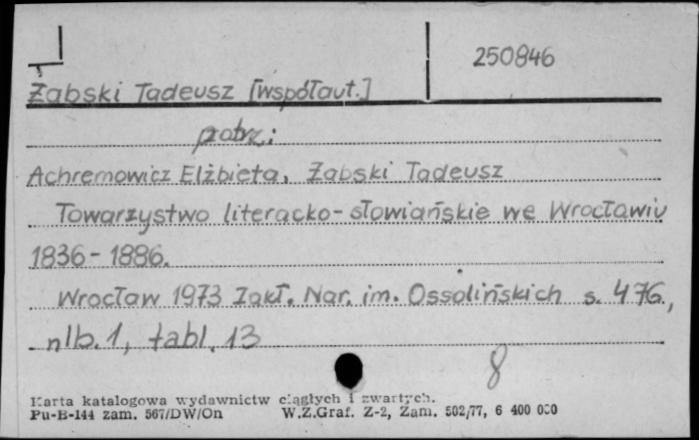 250846
Żabski Tadeusz [współaut.]
patrz:
Achremowicz Elżbieta, Żabski Tadeusz
Towarzystwo literacko-słowiańskie we Wrocławiu
1836-1886.
Wrocław 1973 Zakł. Nar. im. Ossolińskich s. 476,
nlb. 1, tabl. 13
8
Karta katalogowa wydawnictw ciągłych i zwartych.
Pu-B-144 zam. 567/DW/On W.Z.Graf. Z-2, Zam. 502/77, 6 400 000